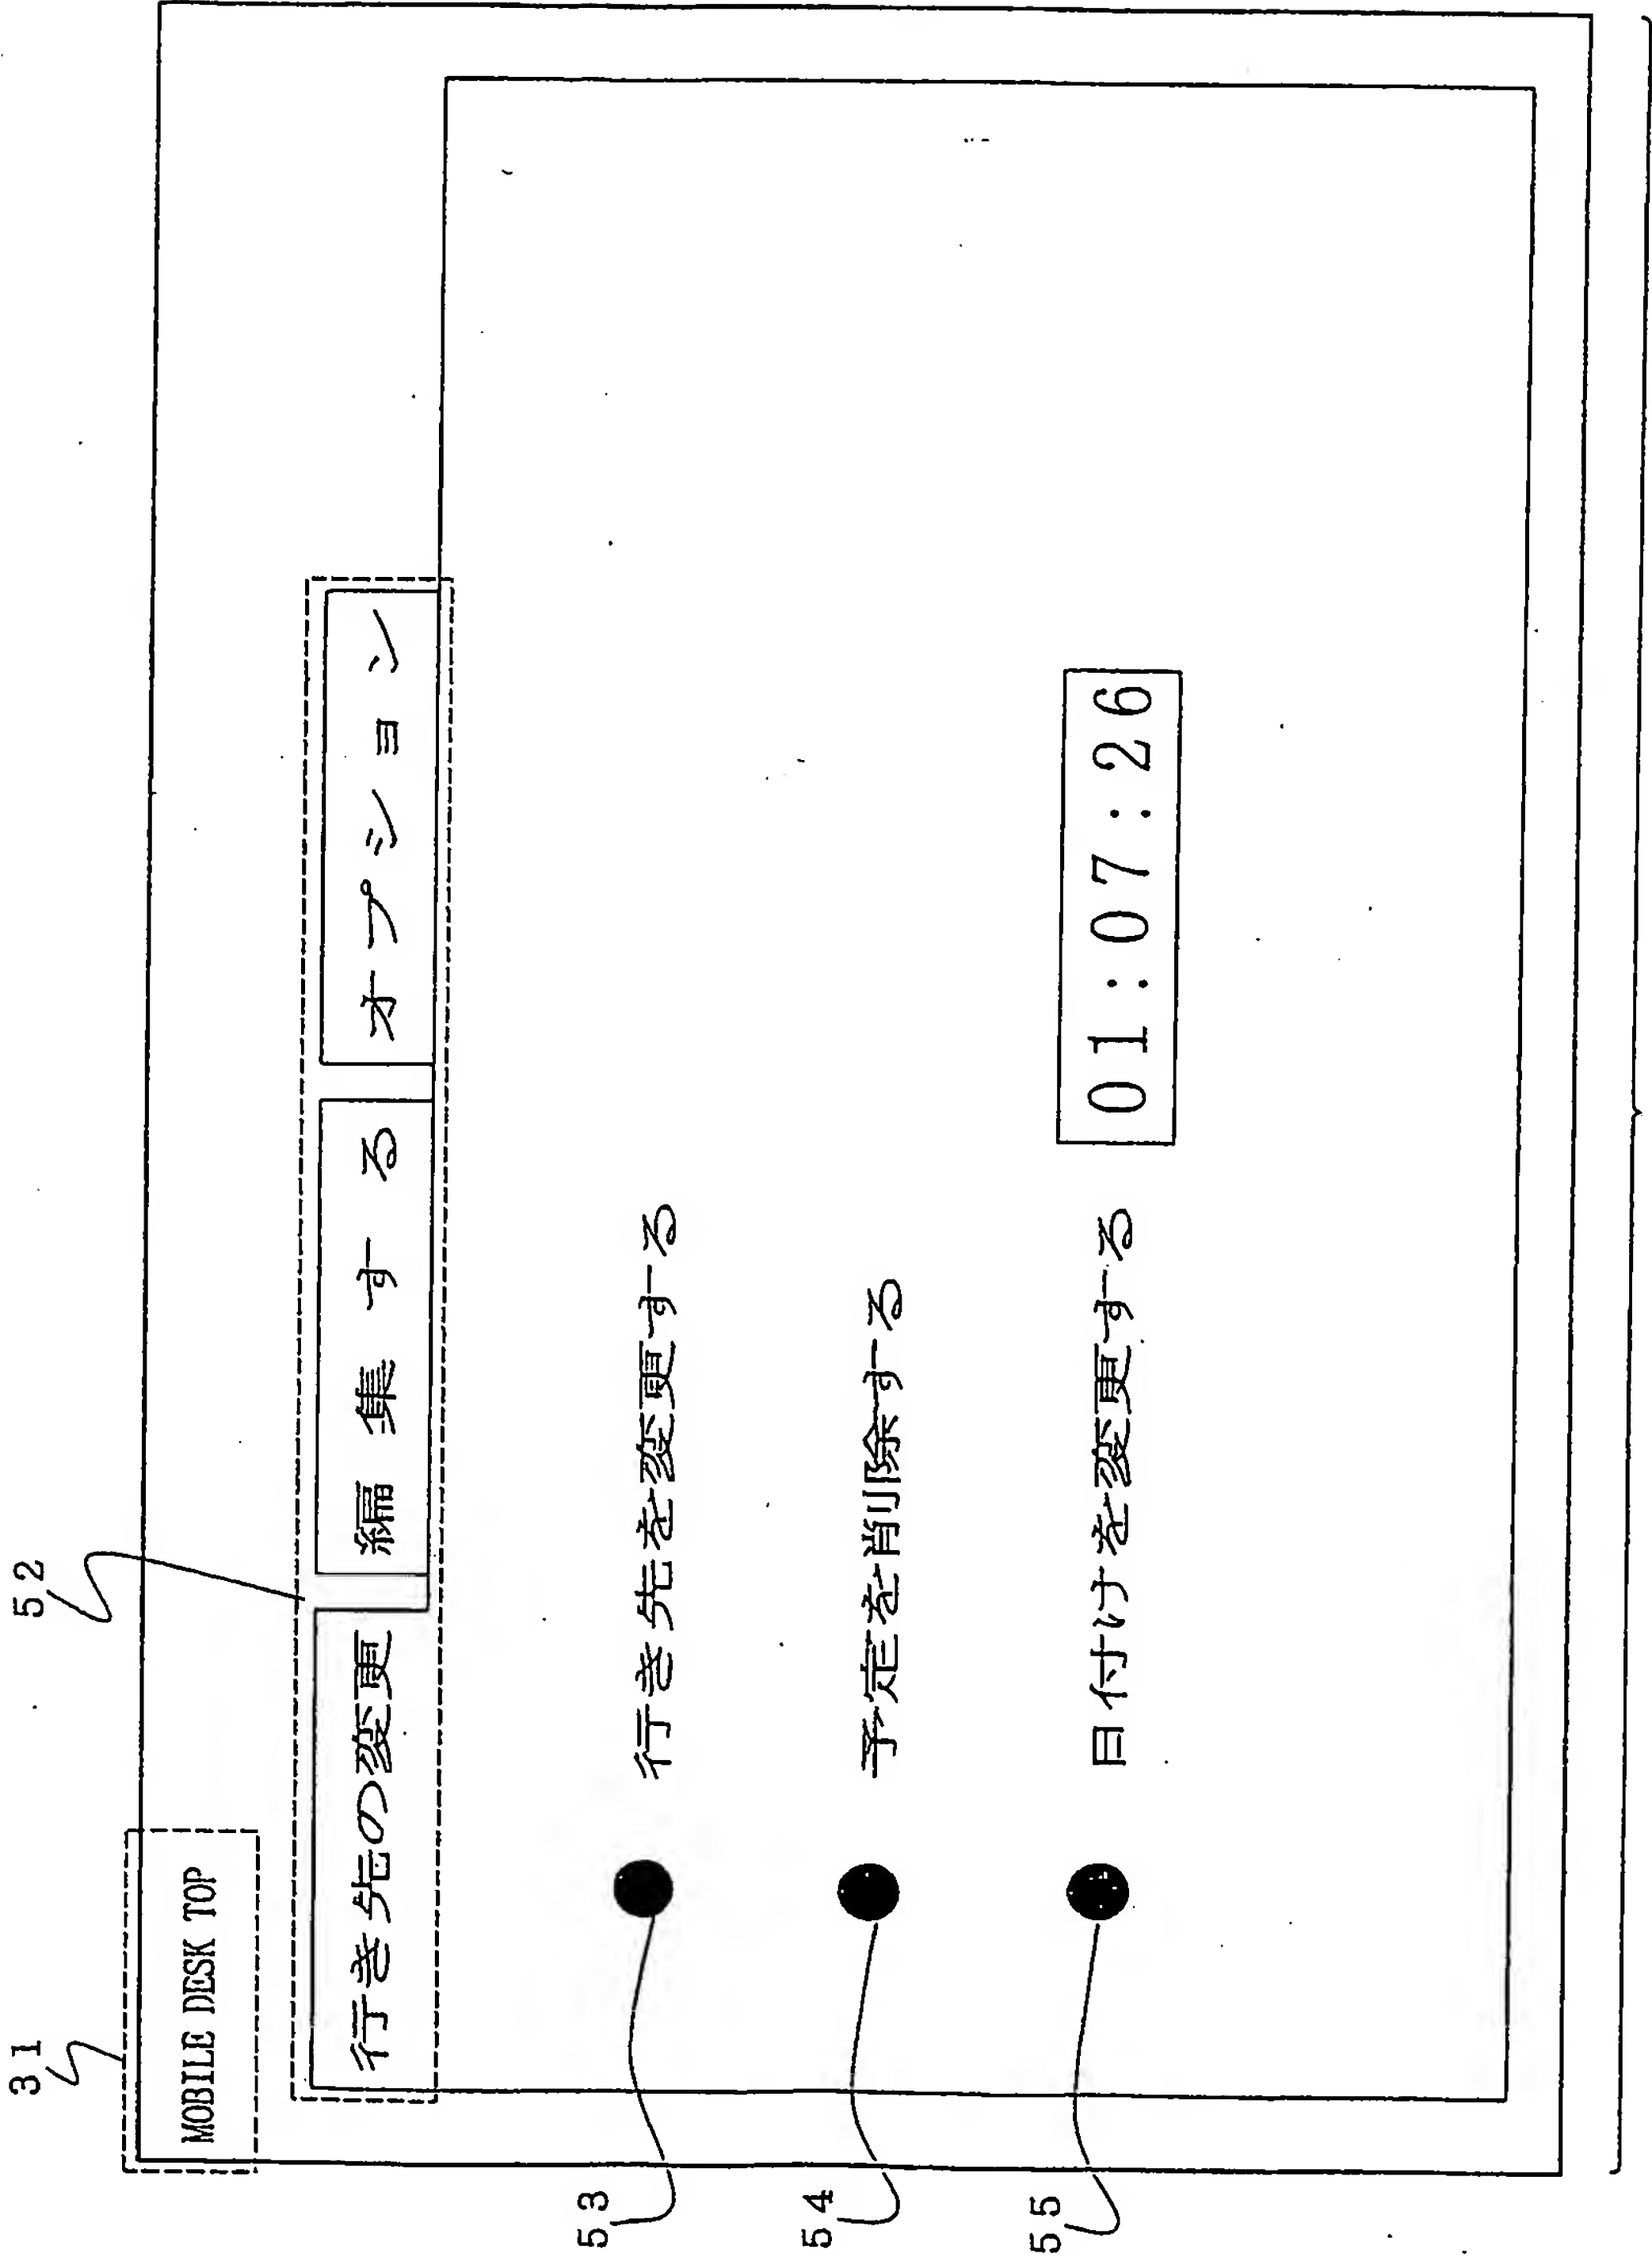 31
MOBILE DESK TOP
52
行き先の変更 編集する オプション
53 行き先を変更する
54 予定を削除する
55 日付けを変更する 01:07:26